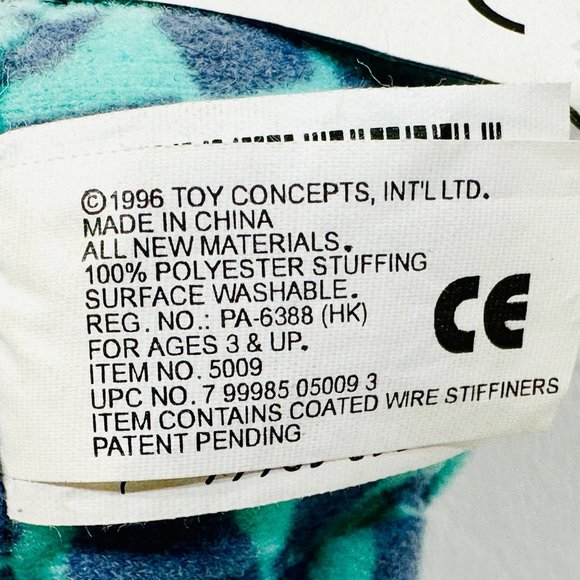 ©1996 TOY CONCEPTS, INT'L LTD.
MADE IN CHINA
ALL NEW MATERIALS.
100% POLYESTER STUFFING
SURFACE WASHABLE.
REG. NO.: PA-6388 (HK)
FOR AGES 3 & UP.
ITEM NO. 5009
UPC NO. 7 99985 05009 3
ITEM CONTAINS COATED WIRE STIFFINERS
PATENT PENDING
CE